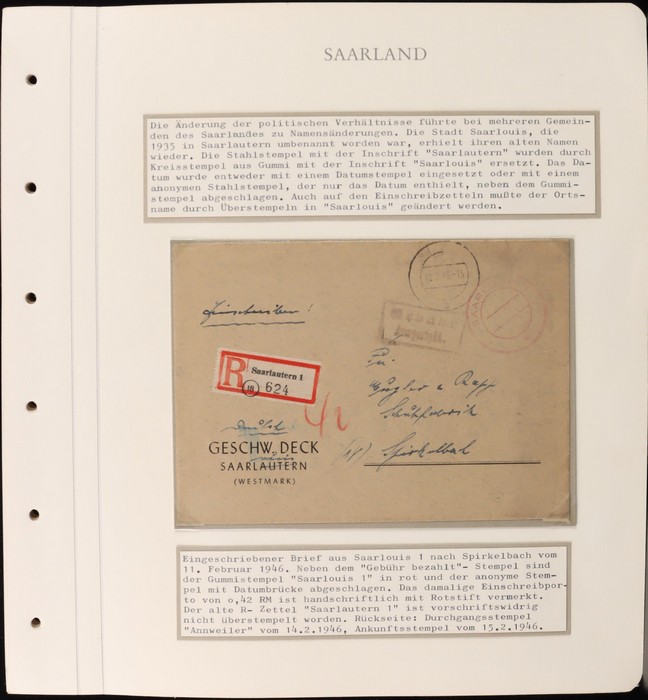 SAARLAND
Die Änderung der politischen Verhältnisse führte bei mehreren Gemein-
den des Saarlandes zu Namensänderungen. Die Stadt Saarlouis, die
1935 in Saarlautern umbenannt worden war, erhielt ihren alten Namen
wieder. Die Stahlstempel mit der Inschrift "Saarlautern" wurden durch
Kreisstempel aus Gummi mit der Inschrift "Saarlouis" ersetzt. Das Da-
tum wurde entweder mit einem Datumstempel eingesetzt oder mit einem
anonymen Stahlstempel, der nur das Datum enthielt, neben dem Gummi-
stempel abgeschlagen. Auch auf den Einschreibzetteln mußte der Orts-
name durch Überstempeln in "Saarlouis" geändert werden.
Einschreiben!
bezahlt.
SAAR
R Saarlautern 1
624
An
Gugler & Rapp
Schuhfabrik
Spirkelbach
42
GESCHW. DECK
SAARLAUTERN
(WESTMARK)
Eingeschriebener Brief aus Saarlouis 1 nach Spirkelbach vom
11. Februar 1946. Neben dem "Gebühr bezahlt"- Stempel sind
der Gummistempel "Saarlouis 1" in rot und der anonyme Stem-
pel mit Datumbrücke abgeschlagen. Das damalige Einschreibpor-
to von o,42 RM ist handschriftlich mit Rotstift vermerkt.
Der alte R- Zettel "Saarlautern 1" ist vorschriftswidrig
nicht überstempelt worden. Rückseite: Durchgangsstempel
"Annweiler" vom 14.2.1946, Ankunftsstempel vom 15.2.1946.